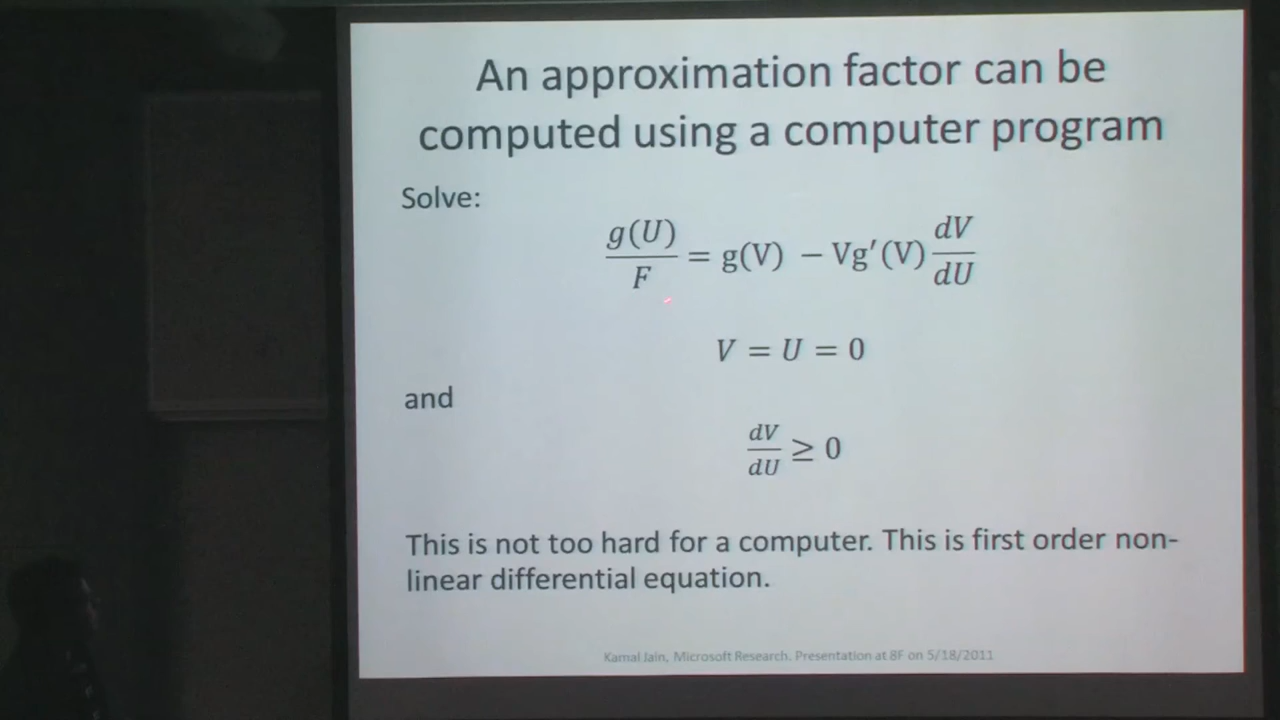 An approximation factor can be
computed using a computer program
Solve:
g(U)/F = g(V) − Vg′(V) dV/dU
V = U = 0
and
dV/dU ≥ 0
This is not too hard for a computer. This is first order non-
linear differential equation.
Kamal Jain, Microsoft Research. Presentation at 8F on 5/18/2011